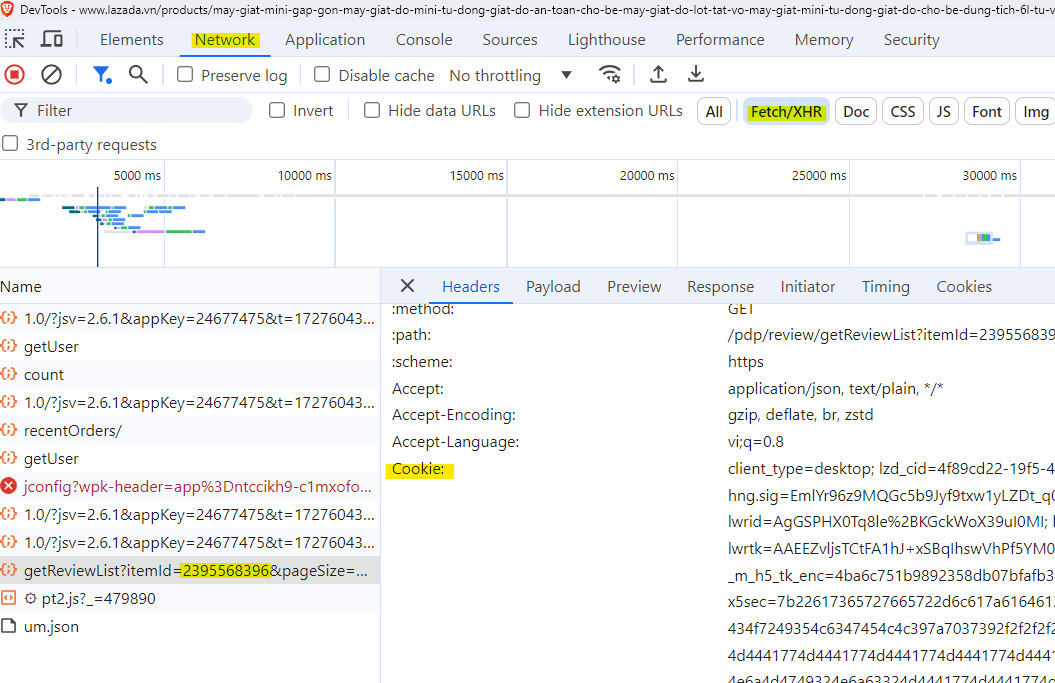 DevTools - www.lazada.vn/products/may-giat-mini-gap-gon-may-giat-do-mini-tu-dong-giat-do-an-toan-cho-be-may-giat-do-lot-tat-vo-may-giat-mini-tu-dong-giat-do-cho-be-dung-tich-6l-tu-v
Elements Network Application Console Sources Lighthouse Performance Memory Security
Preserve log Disable cache No throttling
Filter Invert Hide data URLs Hide extension URLs All Fetch/XHR Doc CSS JS Font Img
3rd-party requests
5000 ms 10000 ms 15000 ms 20000 ms 25000 ms 30000 ms
Name
1.0/?jsv=2.6.1&appKey=24677475&t=17276043...
getUser
count
1.0/?jsv=2.6.1&appKey=24677475&t=17276043...
recentOrders/
getUser
jconfig?wpk-header=app%3Dntccikh9-c1mxofo...
1.0/?jsv=2.6.1&appKey=24677475&t=17276043...
1.0/?jsv=2.6.1&appKey=24677475&t=17276043...
getReviewList?itemId=2395568396&pageSize=...
pt2.js?_=479890
um.json
Headers Payload Preview Response Initiator Timing Cookies
:method: GET
:path: /pdp/review/getReviewList?itemId=239556839
:scheme: https
Accept: application/json, text/plain, */*
Accept-Encoding: gzip, deflate, br, zstd
Accept-Language: vi;q=0.8
Cookie: client_type=desktop; lzd_cid=4f89cd22-19f5-4
hng.sig=EmlYr96z9MQGc5b9Jyf9txw1yLZDt_q0
lwrid=AgGSPHX0Tq8le%2BKGckWoX39uI0MI; l
lwrtk=AAEEZvljsTCtFA1hJ+xSBqIhswVhPf5YM0
_m_h5_tk_enc=4ba6c751b9892358db07bfafb3
x5sec=7b22617365727665722d6c617a616461
434f7249354c6347454c4c397a7037392f2f2f2f2
4d4441774d4441774d4441774d4441774d441
4e6a4d4749324e6a63324d4441774d4441774d